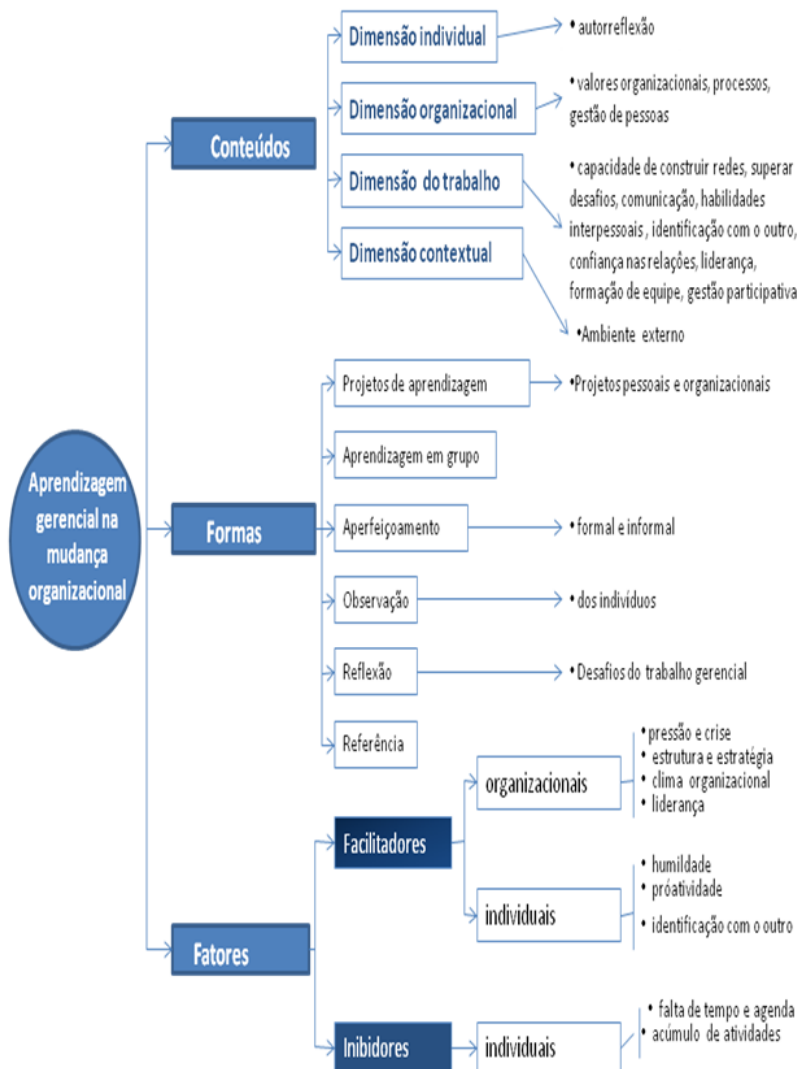 Aprendizagem
gerencial na
mudança
organizacional
Conteúdos
Dimensão individual
• autorreflexão
Dimensão organizacional
• valores organizacionais, processos,
gestão de pessoas
Dimensão do trabalho
• capacidade de construir redes, superar
desafios, comunicação, habilidades
interpessoais , identificação com o outro,
confiança nas relações, liderança,
formação de equipe, gestão participativa
Dimensão contextual
•Ambiente externo
Formas
Projetos de aprendizagem
•Projetos pessoais e organizacionais
Aprendizagem em grupo
Aperfeiçoamento
• formal e informal
Observação
• dos indivíduos
Reflexão
• Desafios do trabalho gerencial
Referência
Fatores
Facilitadores
organizacionais
•pressão e crise
• estrutura e estratégia
• clima organizacional
• liderança
individuais
• humildade
• próatividade
• identificação com o outro
Inibidores
individuais
• falta de tempo e agenda
• acúmulo de atividades